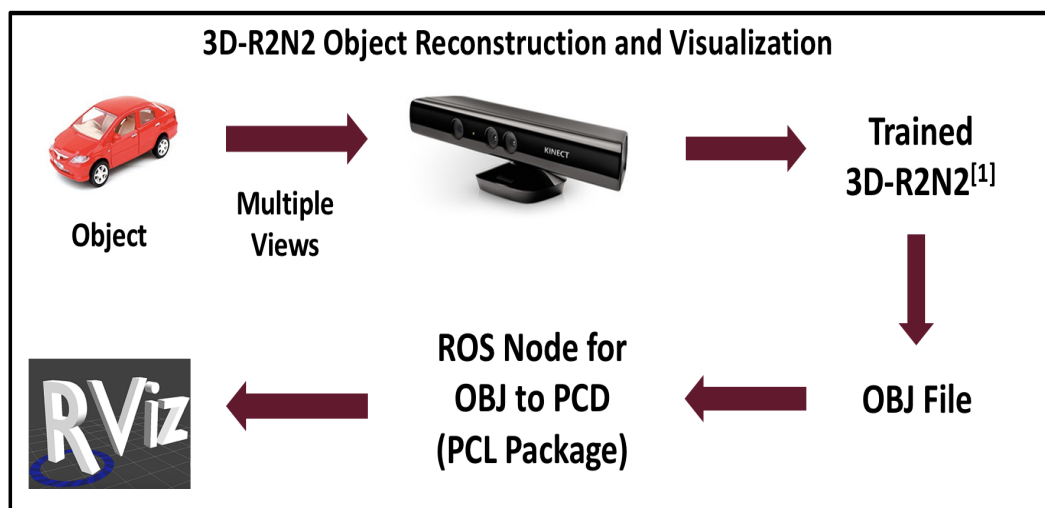 3D-R2N2 Object Reconstruction and Visualization
KINECT
Object
Multiple
Views
Trained
3D-R2N2[1]
OBJ File
ROS Node for
OBJ to PCD
(PCL Package)
RViz